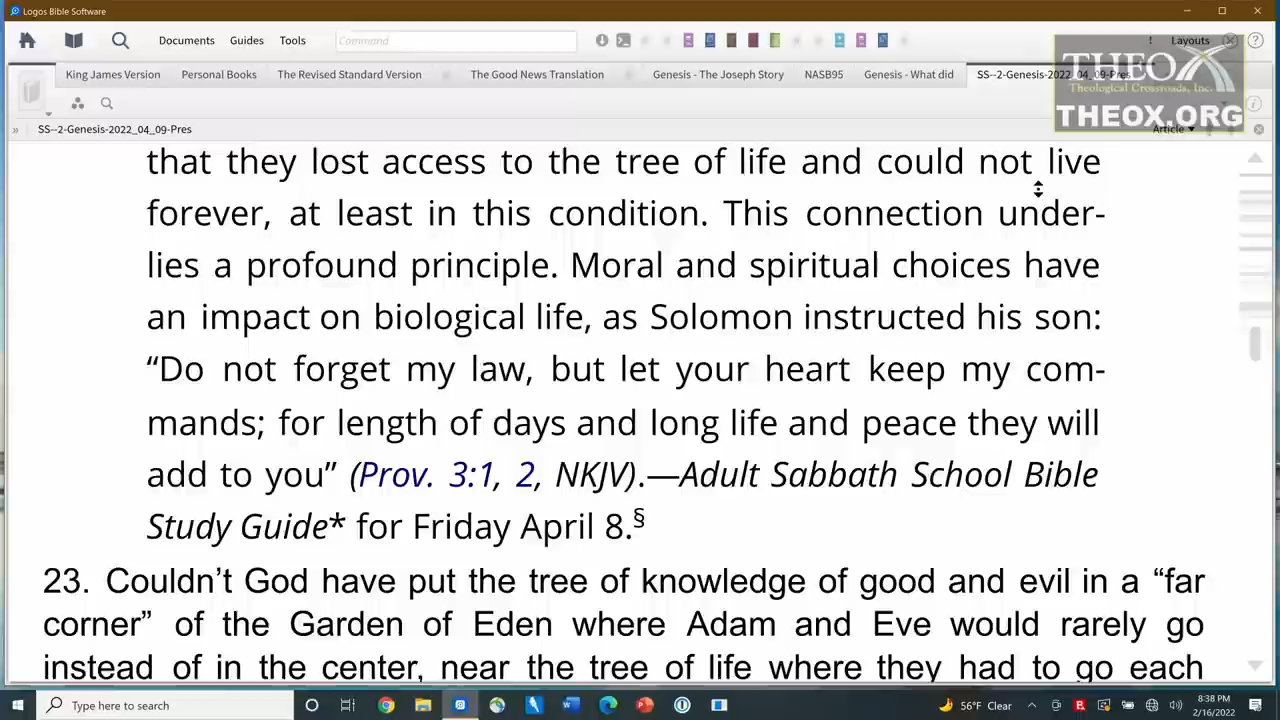 Logos Bible Software
Documents Guides Tools Command Layouts
King James Version Personal Books The Revised Standard Version The Good News Translation Genesis - The Joseph Story NASB95 Genesis - What did SS--2-Genesis-2022_04_09-Pres
THEOX
Theological Crossroads, Inc.
THEOX.ORG
SS--2-Genesis-2022_04_09-Pres Article
that they lost access to the tree of life and could not live
forever, at least in this condition. This connection under-
lies a profound principle. Moral and spiritual choices have
an impact on biological life, as Solomon instructed his son:
“Do not forget my law, but let your heart keep my com-
mands; for length of days and long life and peace they will
add to you” (Prov. 3:1, 2, NKJV).—Adult Sabbath School Bible
Study Guide* for Friday April 8.§
23. Couldn’t God have put the tree of knowledge of good and evil in a “far
corner” of the Garden of Eden where Adam and Eve would rarely go
instead of in the center, near the tree of life where they had to go each
Type here to search 56°F Clear 8:38 PM
2/16/2022